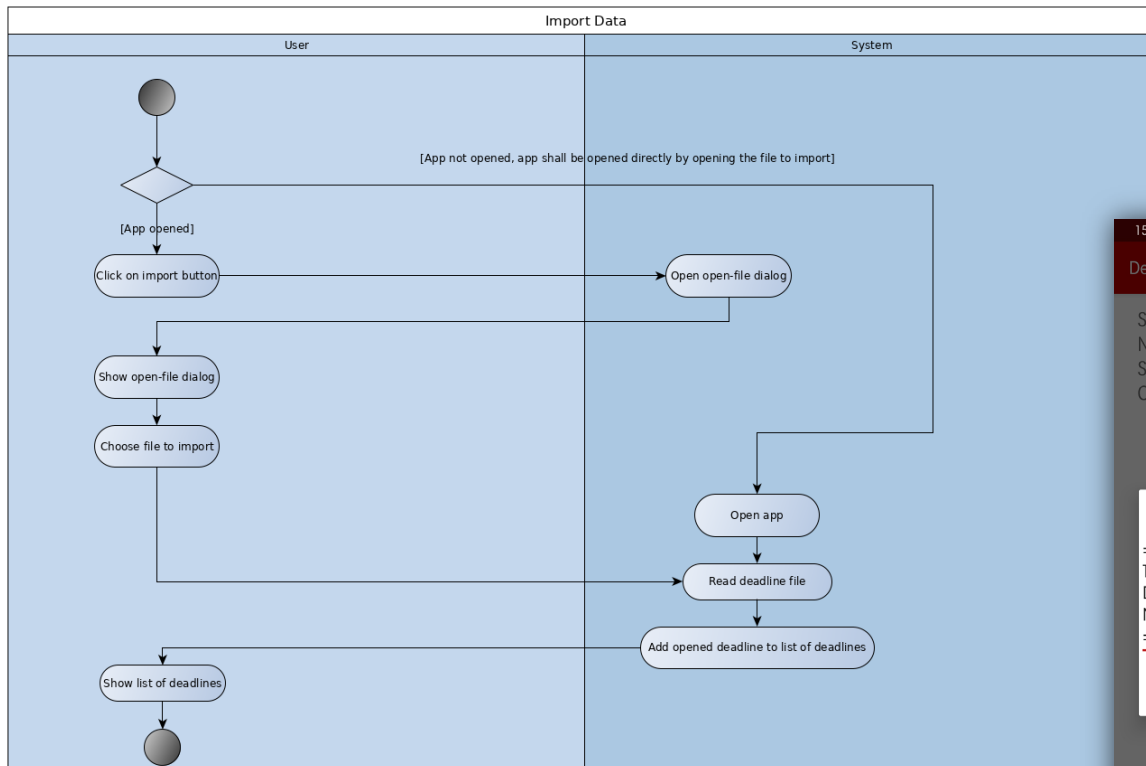 Import Data
User
System
[App not opened, app shall be opened directly by opening the file to import]
[App opened]
Click on import button
Open open-file dialog
Show open-file dialog
Choose file to import
Open app
Read deadline file
Add opened deadline to list of deadlines
Show list of deadlines
15
De
S
N
S
T
D
N